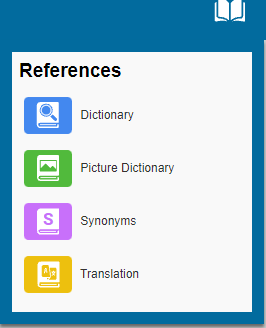 References
Dictionary
Picture Dictionary
S
Synonyms
Translation